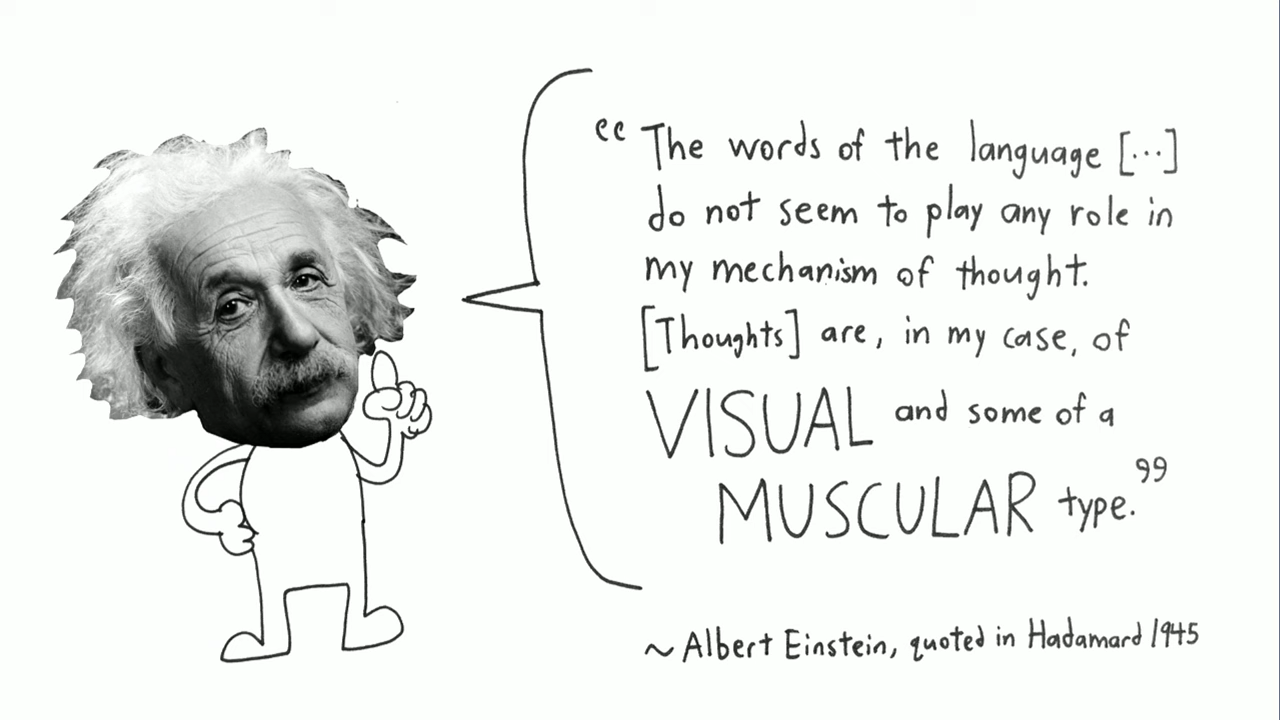 “The words of the language [...]
do not seem to play any role in
my mechanism of thought.
[Thoughts] are, in my case, of
VISUAL and some of a
MUSCULAR type.”
~ Albert Einstein, quoted in Hadamard 1945